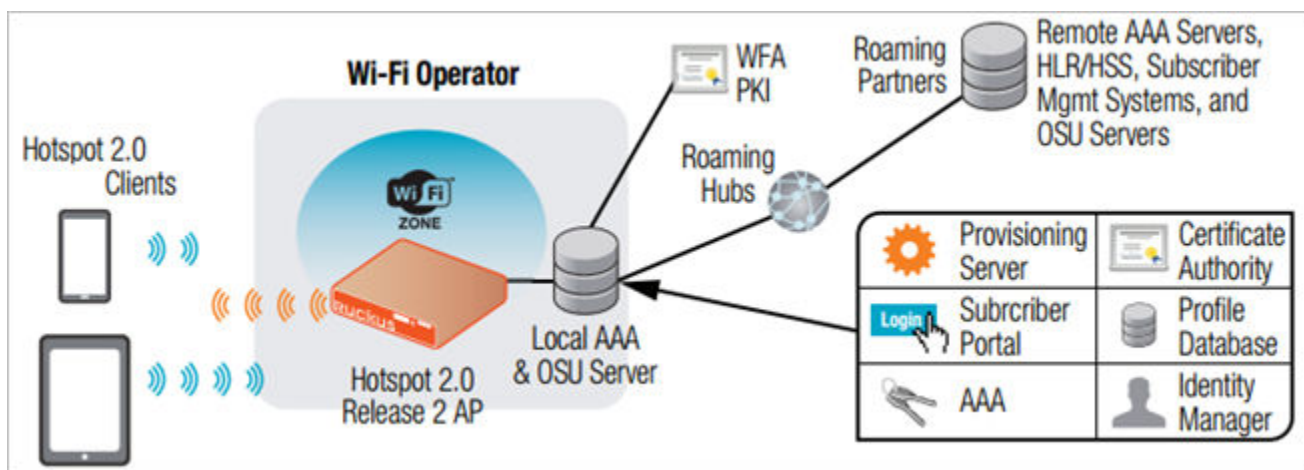 Wi-Fi Operator
Hotspot 2.0
Clients
Wi Fi
ZONE
RUCKUS
Hotspot 2.0
Release 2 AP
Local AAA
& OSU Server
WFA
PKI
Roaming
Hubs
Roaming
Partners
Remote AAA Servers,
HLR/HSS, Subscriber
Mgmt Systems, and
OSU Servers
Provisioning
Server
Certificate
Authority
Login
Subrcriber
Portal
Profile
Database
AAA
Identity
Manager